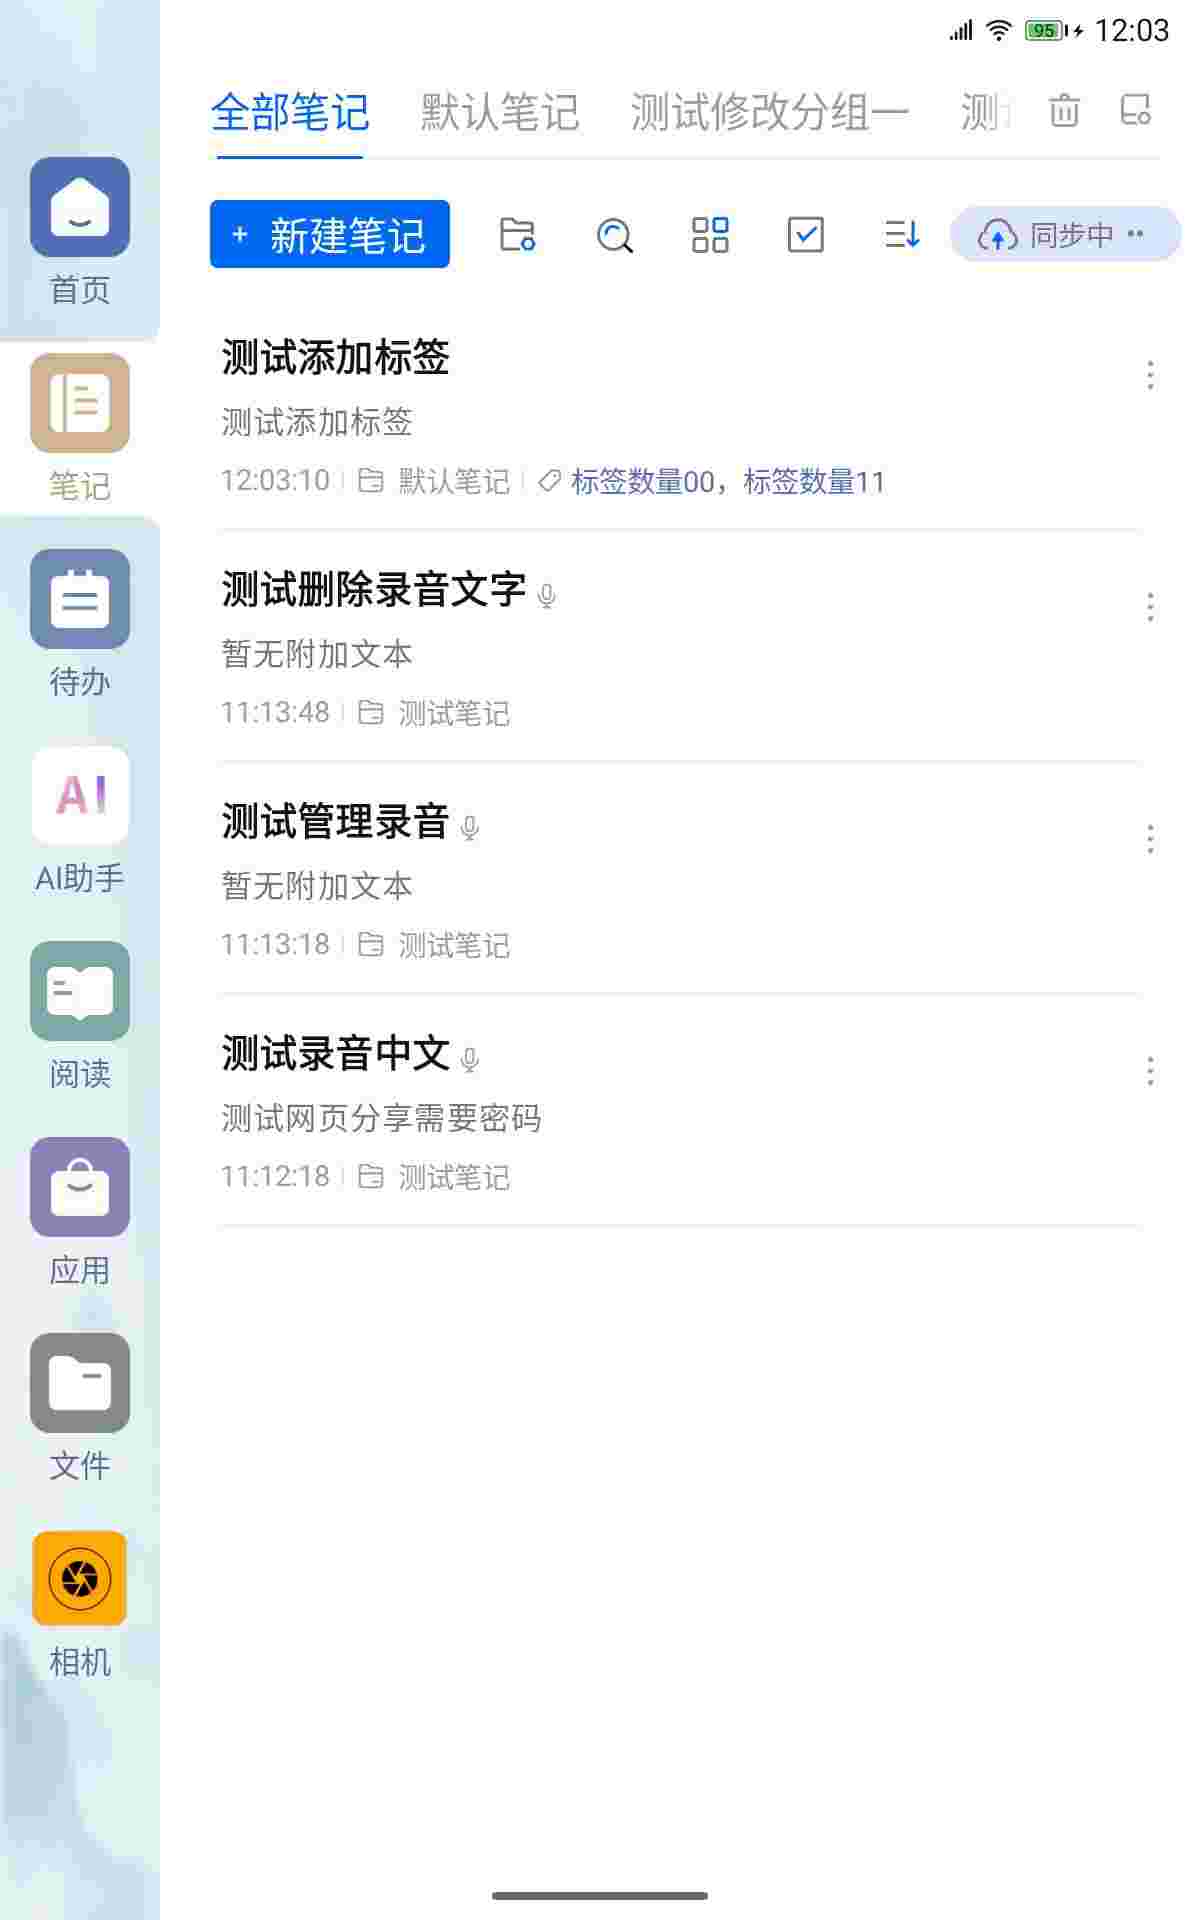 95 12:03
全部笔记 默认笔记 测试修改分组一 测
+ 新建笔记 同步中
首页
笔记
待办
AI
AI助手
阅读
应用
文件
相机
测试添加标签
测试添加标签
12:03:10 默认笔记 标签数量00，标签数量11
测试删除录音文字
暂无附加文本
11:13:48 测试笔记
测试管理录音
暂无附加文本
11:13:18 测试笔记
测试录音中文
测试网页分享需要密码
11:12:18 测试笔记